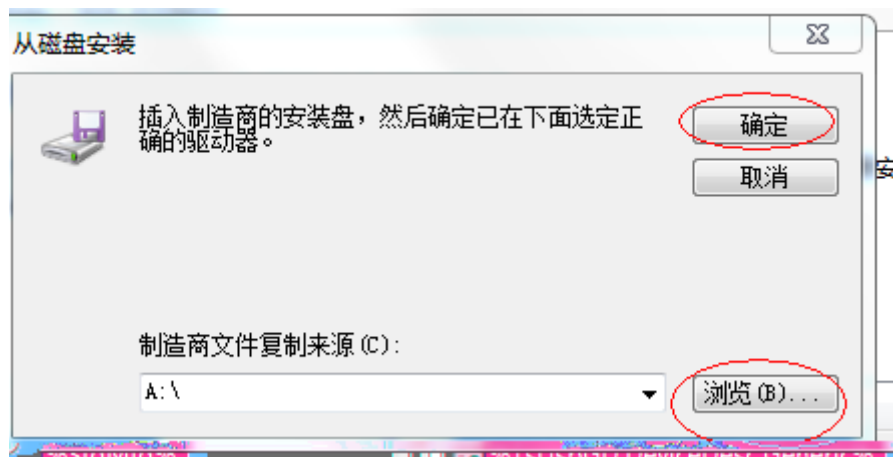 从磁盘安装
插入制造商的安装盘，然后确定已在下面选定正
确的驱动器。
确定
取消
安
制造商文件复制来源(C):
A:\
浏览(B)...